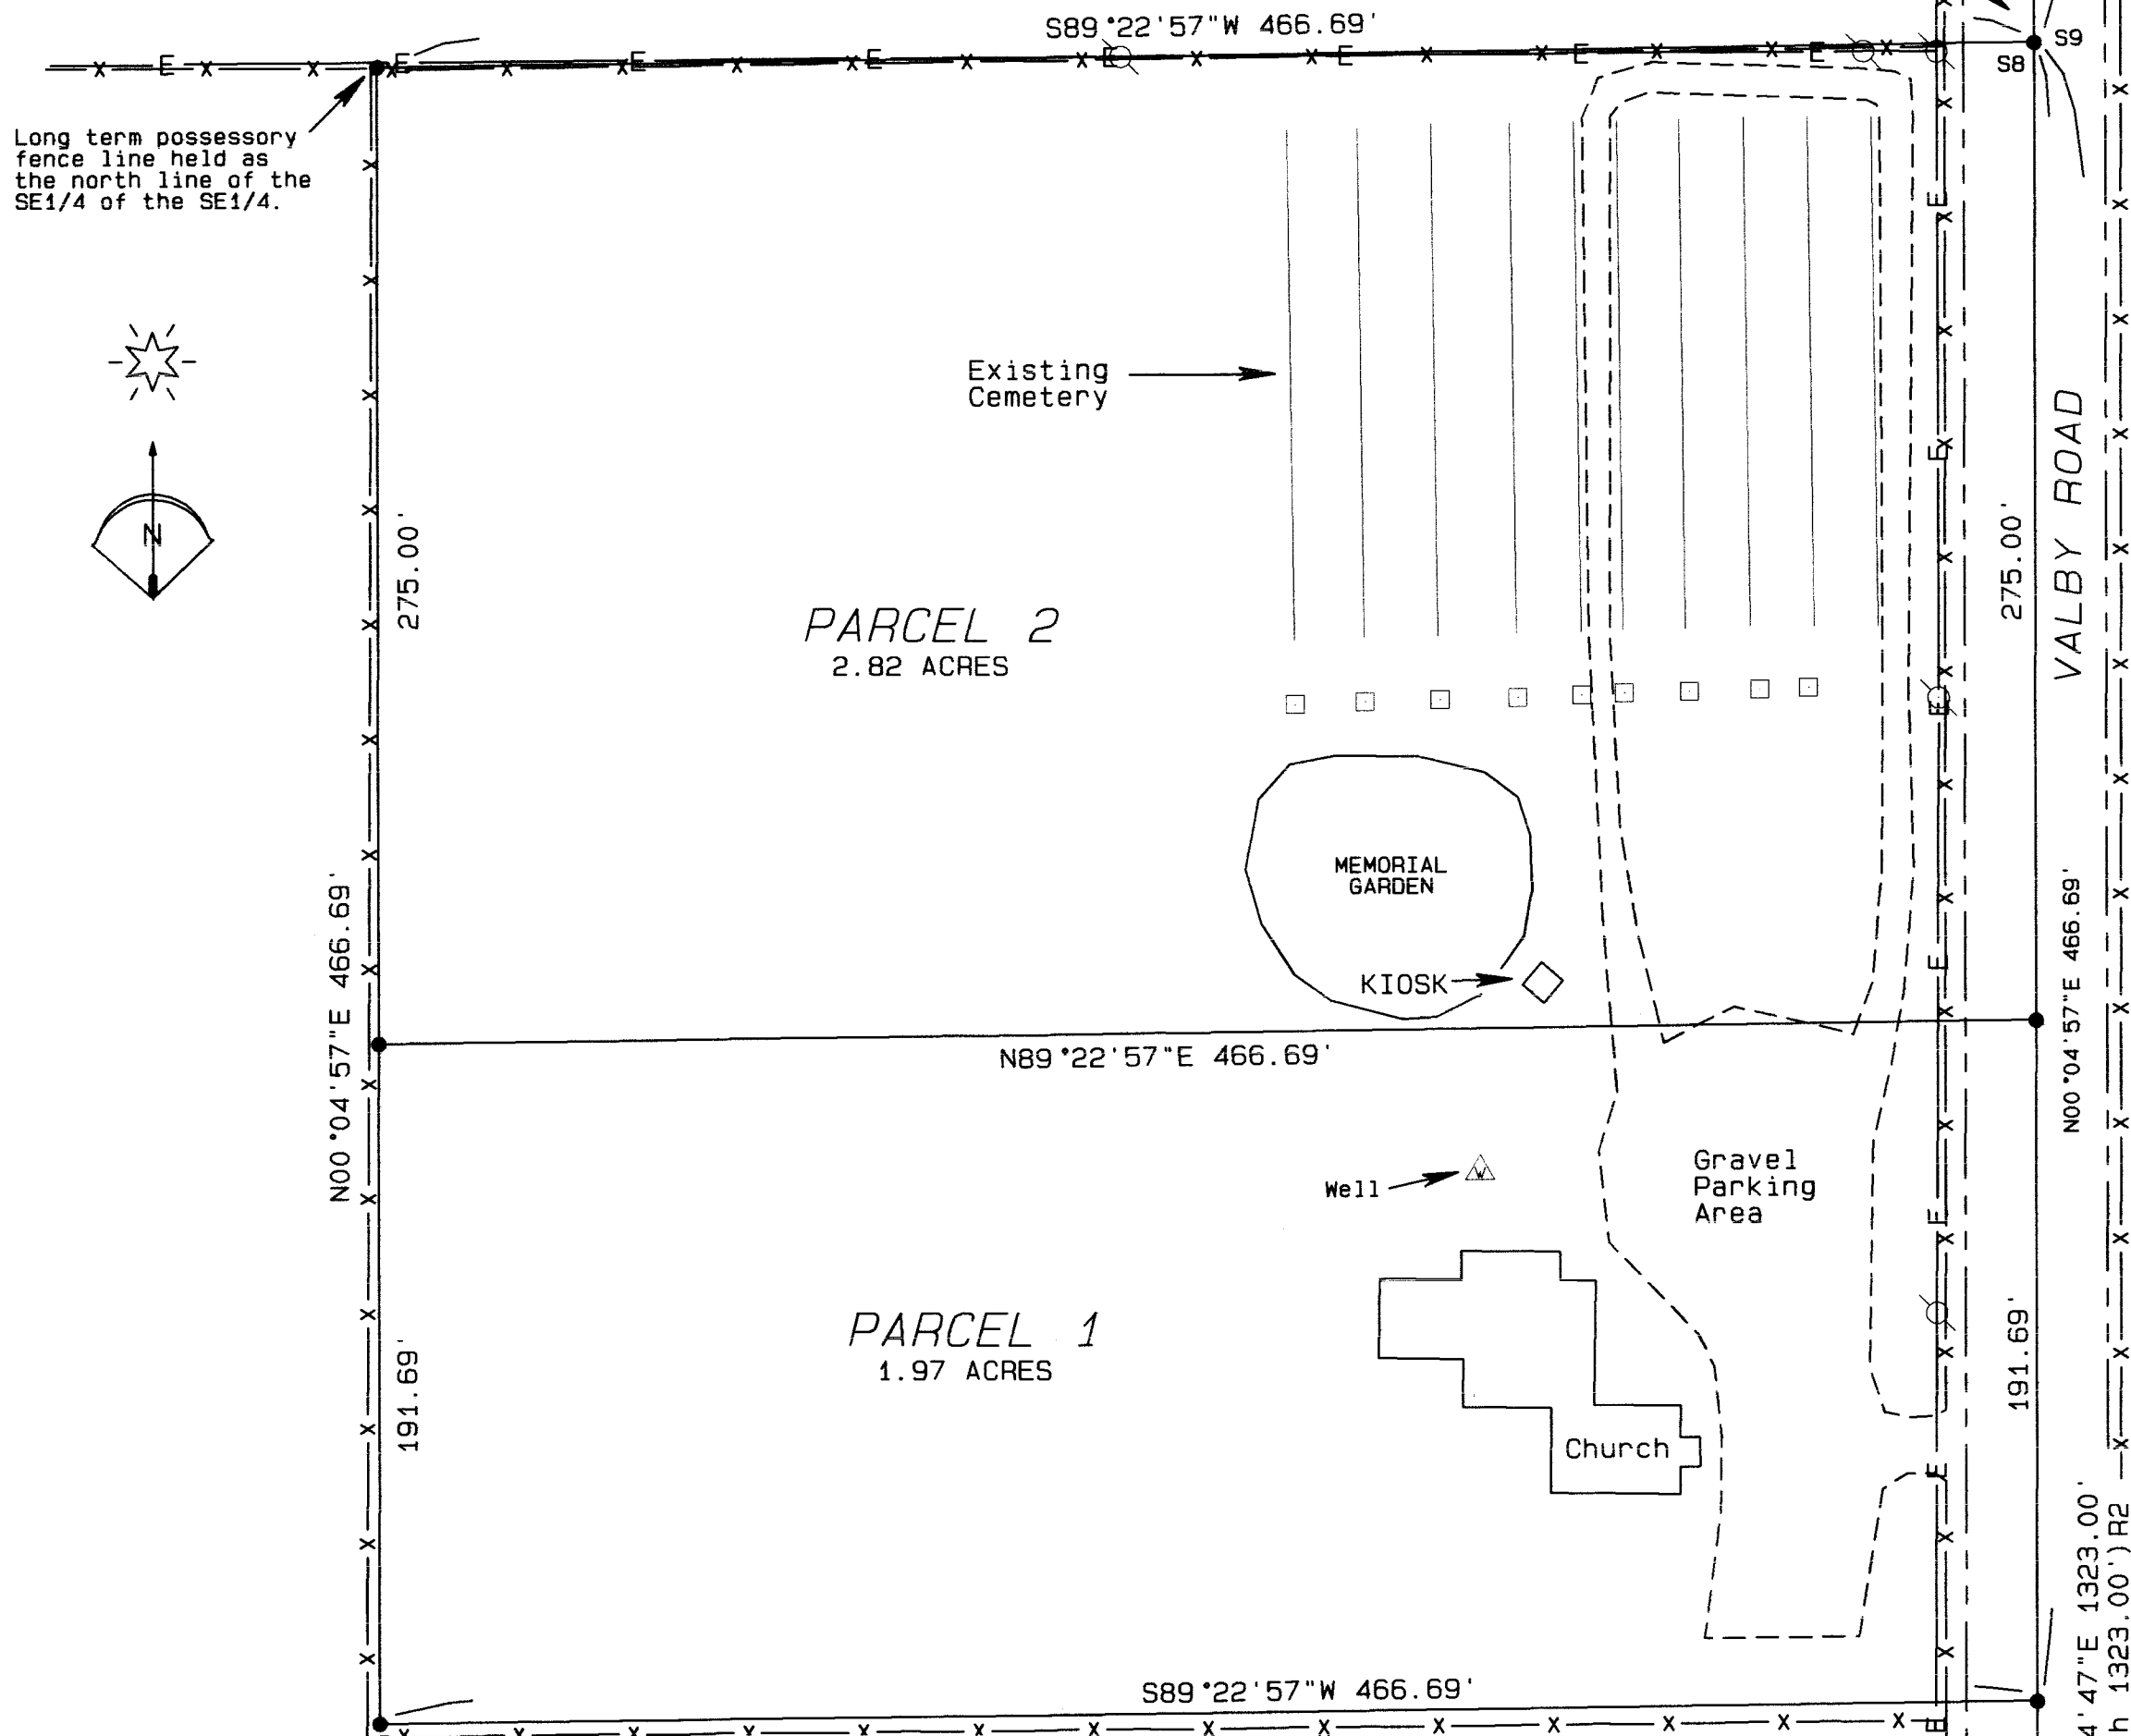 S89°22'57"W 466.69'
S9
S8
Long term possessory
fence line held as
the north line of the
SE1/4 of the SE1/4.
N
Existing
Cemetery
275.00'
275.00'
VALBY ROAD
PARCEL 2
2.82 ACRES
MEMORIAL
GARDEN
KIOSK
N00°04'57"E 466.69'
N00°04'57"E 466.69'
N89°22'57"E 466.69'
Well
W
Gravel
Parking
Area
PARCEL 1
1.97 ACRES
191.69'
191.69'
Church
S89°22'57"W 466.69'
4'47"E 1323.00'
h 1323.00')R2